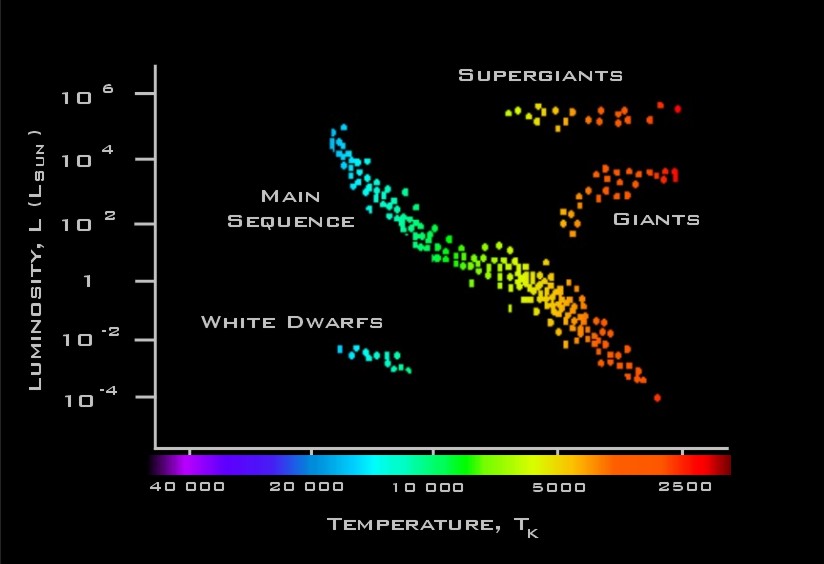 SUPERGIANTS
10 6
10 4
MAIN
SEQUENCE
GIANTS
10 2
1
WHITE DWARFS
10 -2
10 -4
LUMINOSITY, L (LSUN)
40 000 20 000 10 000 5000 2500
TEMPERATURE, TK